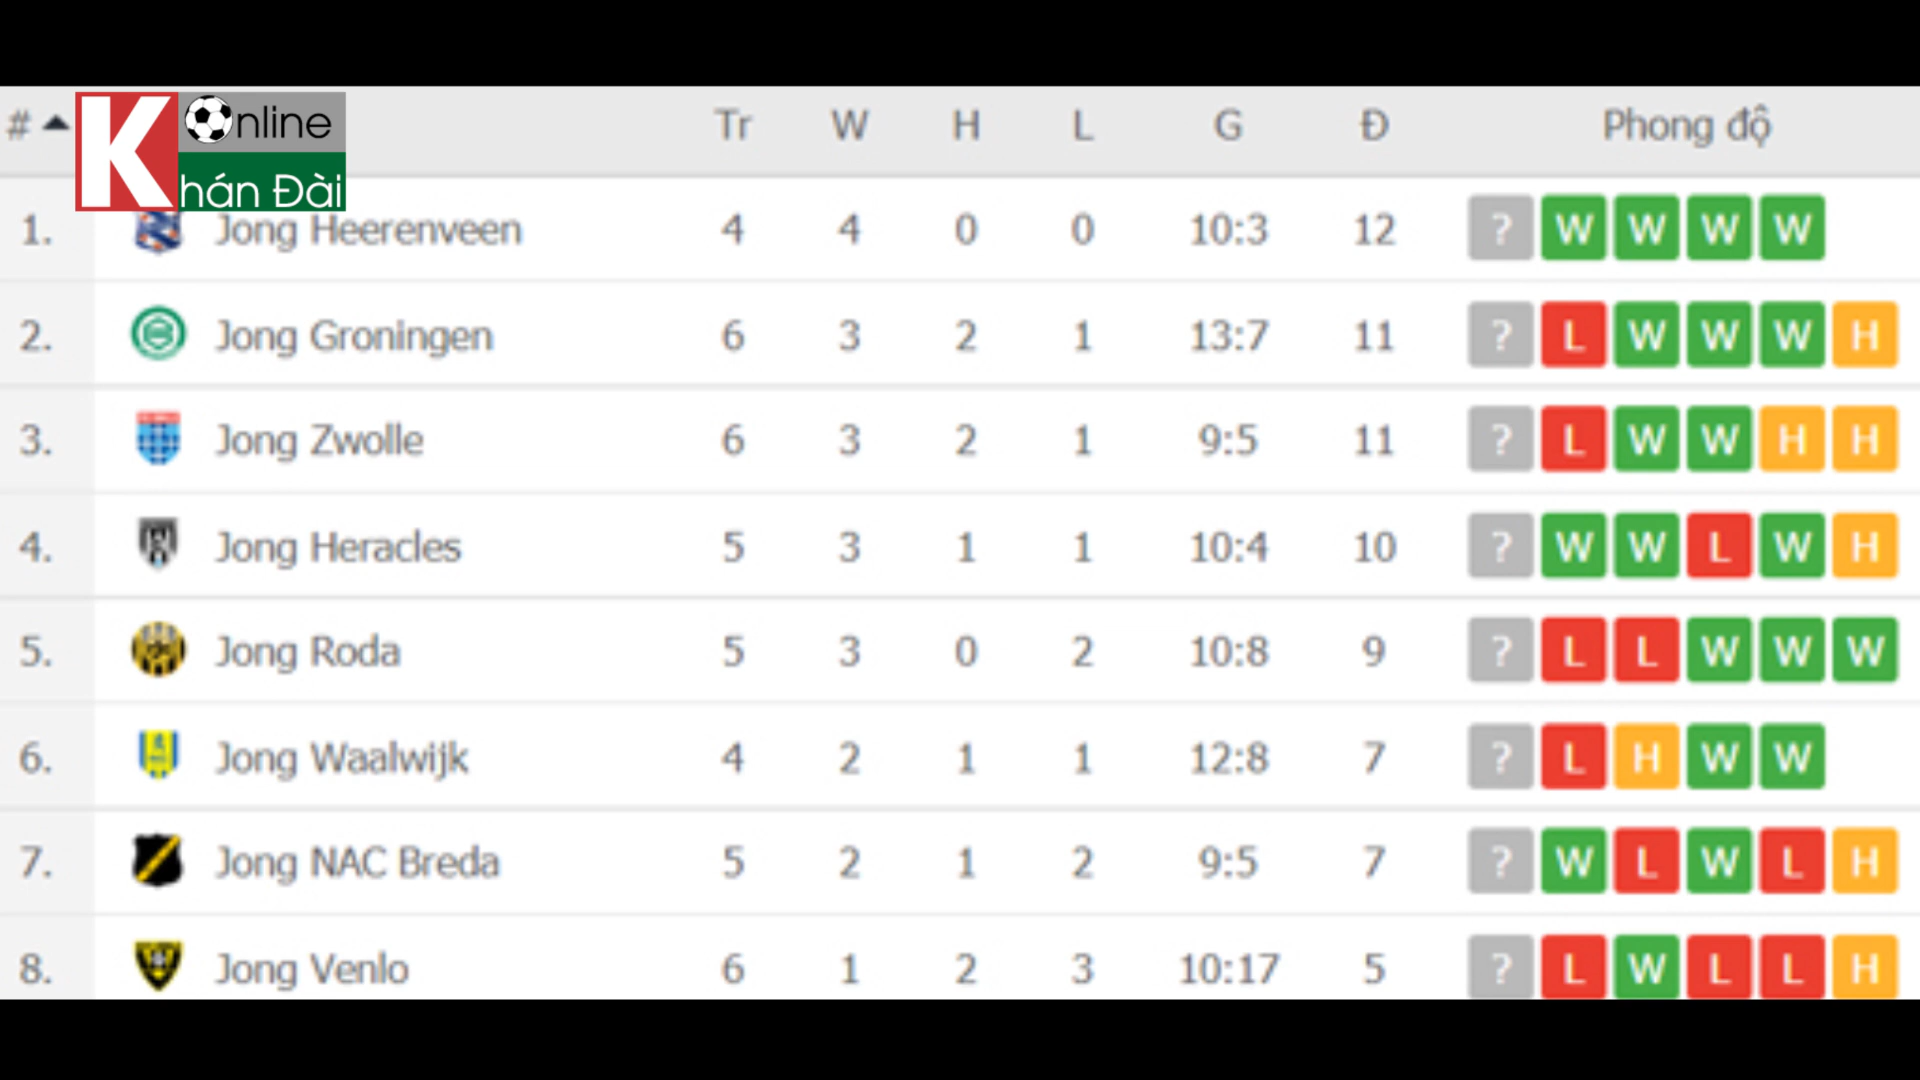 # Tr W H L G Đ Phong độ
K Online
hán Đài
1. Jong Heerenveen 4 4 0 0 10:3 12 ? W W W W
2. Jong Groningen 6 3 2 1 13:7 11 ? L W W W H
3. Jong Zwolle 6 3 2 1 9:5 11 ? L W W H H
4. Jong Heracles 5 3 1 1 10:4 10 ? W W L W H
5. Jong Roda 5 3 0 2 10:8 9 ? L L W W W
6. Jong Waalwijk 4 2 1 1 12:8 7 ? L H W W
7. Jong NAC Breda 5 2 1 2 9:5 7 ? W L W L H
8. Jong Venlo 6 1 2 3 10:17 5 ? L W L L H